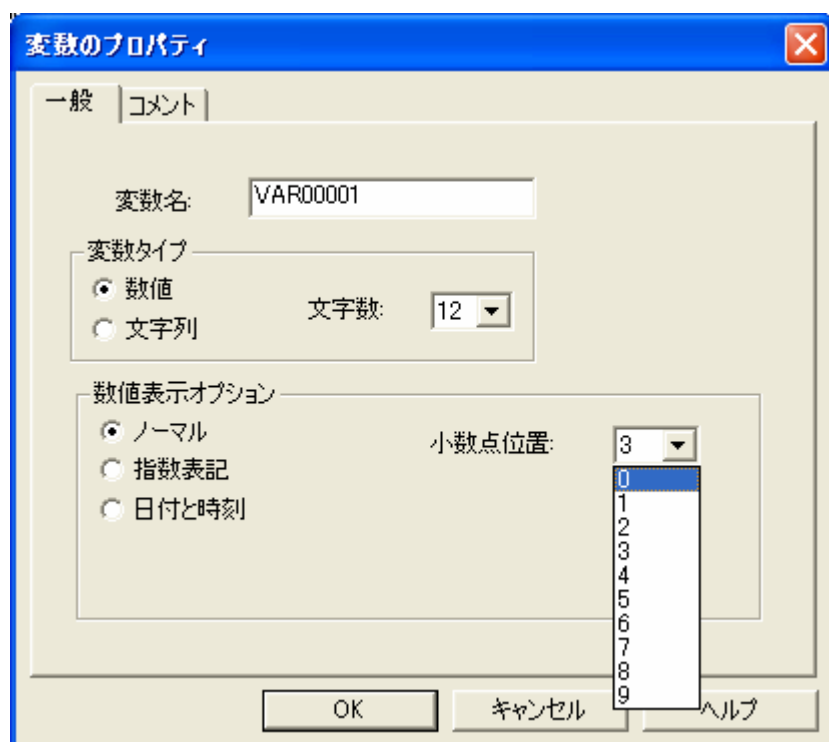 変数のプロパティ
一般 コメント
変数名: VAR00001
変数タイプ
数値
文字列
文字数: 12
数値表示オプション
ノーマル
指数表記
日付と時刻
小数点位置: 3
0
1
2
3
4
5
6
7
8
9
OK キャンセル ヘルプ